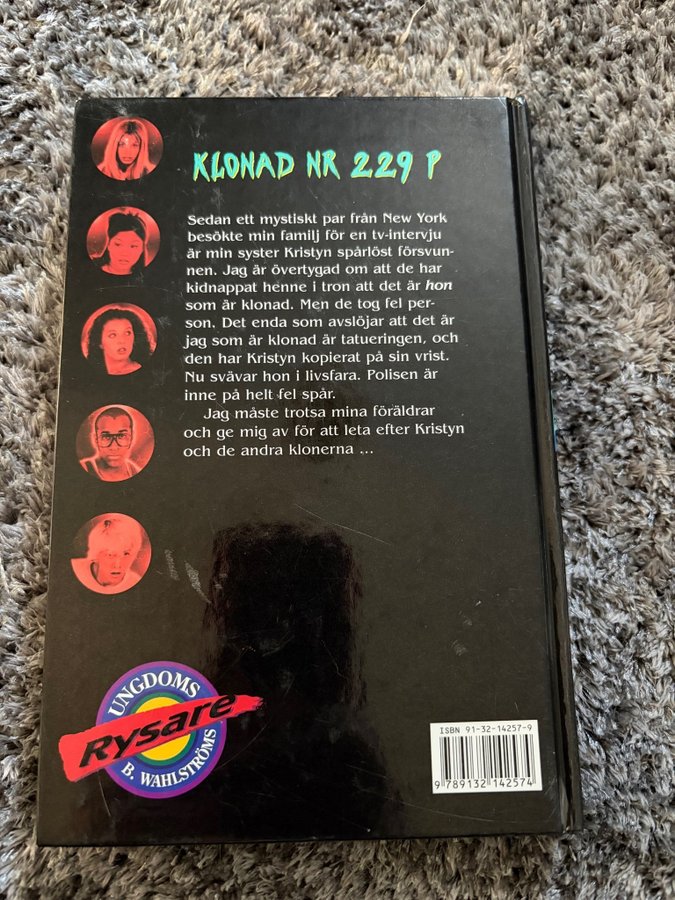 KLONAD NR 229 P
Sedan ett mystiskt par från New York
besökte min familj för en tv-intervju
är min syster Kristyn spårlöst försvun-
nen. Jag är övertygad om att de har
kidnappat henne i tron att det är hon
som är klonad. Men de tog fel per-
son. Det enda som avslöjar att det är
jag som är klonad är tatueringen, och
den har Kristyn kopierat på sin vrist.
Nu svävar hon i livsfara. Polisen är
inne på helt fel spår.
Jag måste trotsa mina föräldrar
och ge mig av för att leta efter Kristyn
och de andra klonerna ...
UNGDOMS
Rysare
B. WAHLSTRÖMS
ISBN 91-32-14257-9
9 789132 142574